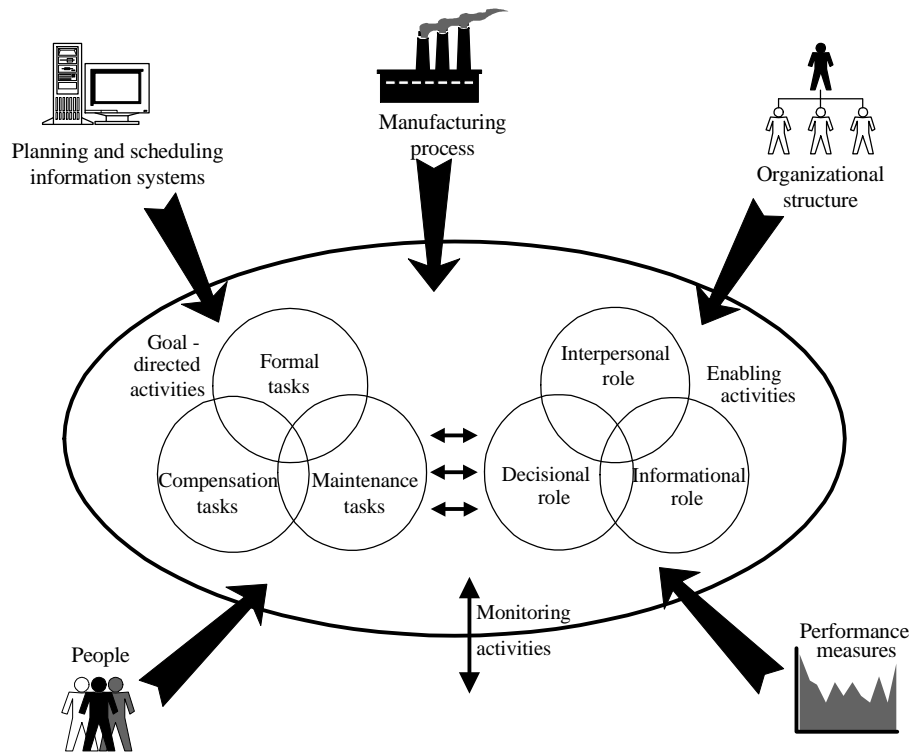 Manufacturing
process
Planning and scheduling
information systems
Organizational
structure
Goal -
directed
activities
Formal
tasks
Compensation
tasks
Maintenance
tasks
Interpersonal
role
Enabling
activities
Decisional
role
Informational
role
Monitoring
activities
People
Performance
measures